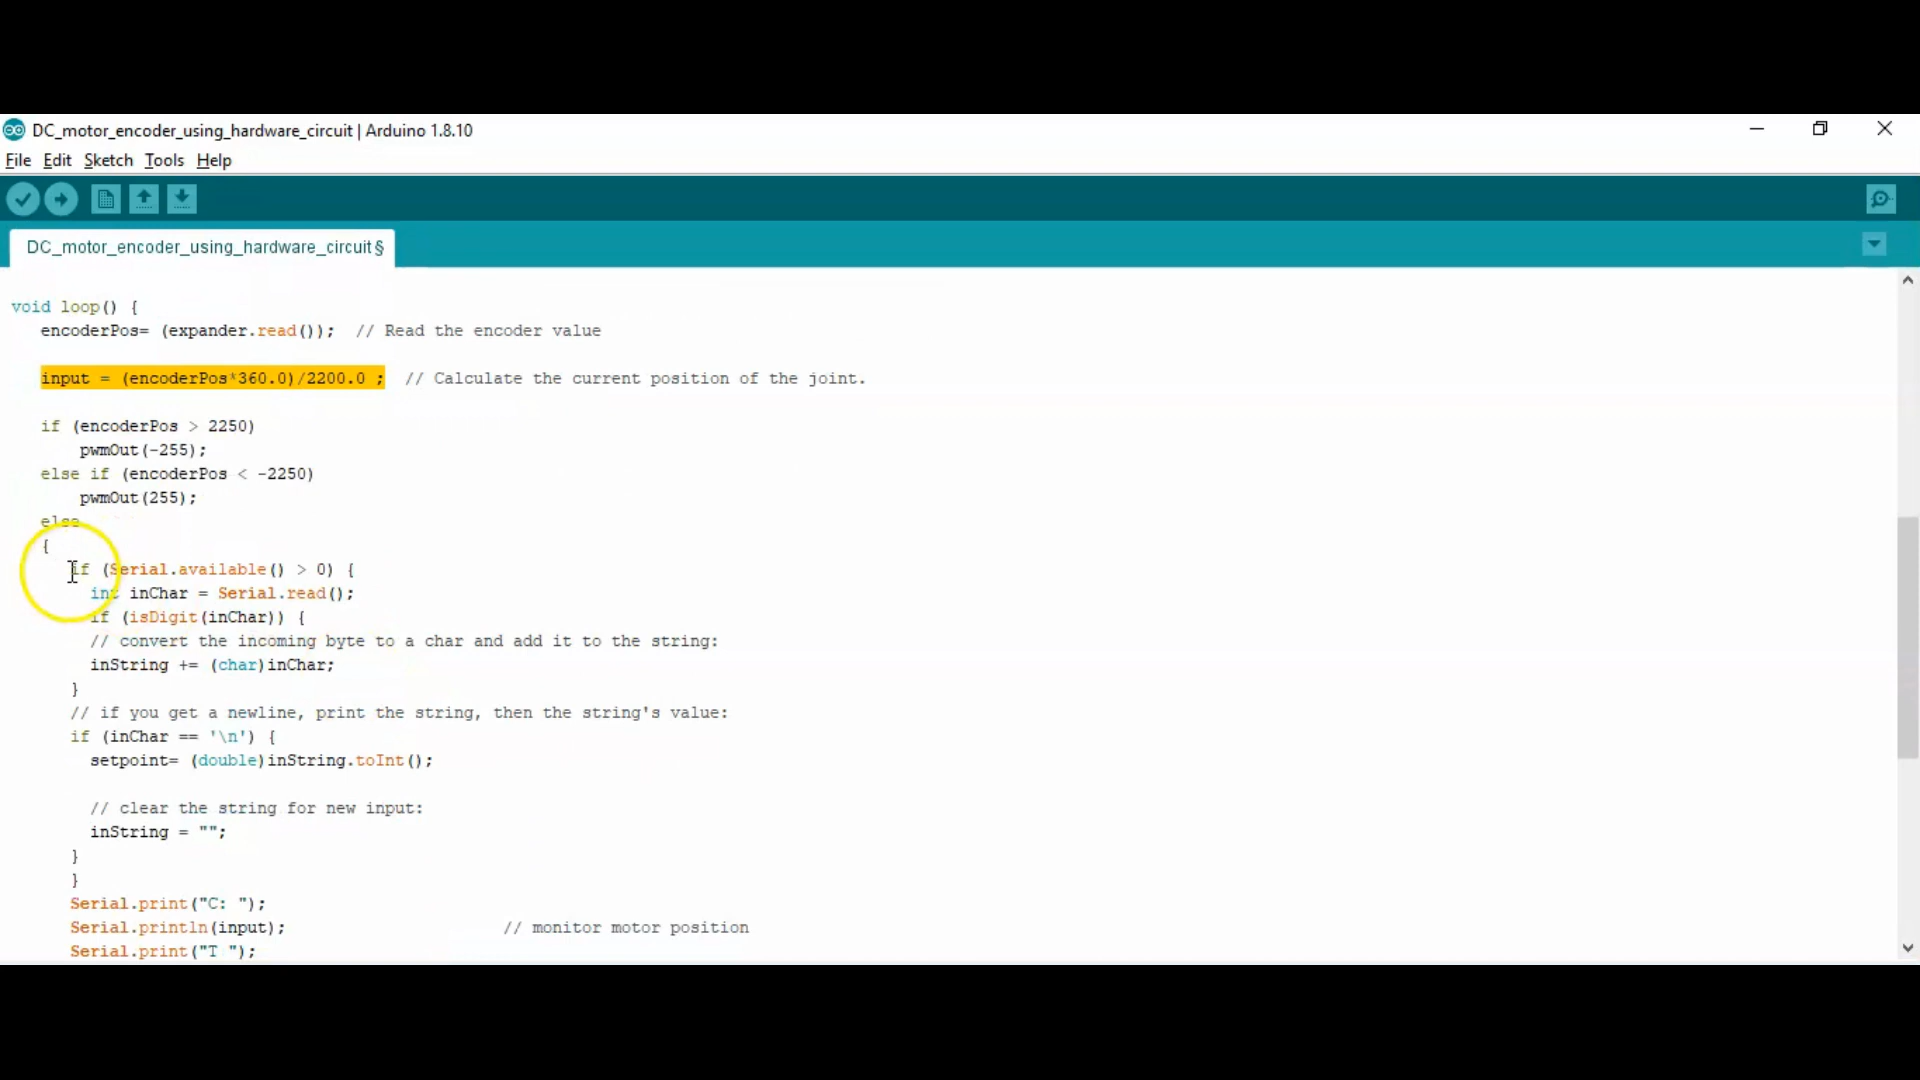 DC_motor_encoder_using_hardware_circuit | Arduino 1.8.10
File Edit Sketch Tools Help
DC_motor_encoder_using_hardware_circuit§
void loop() {
encoderPos= (expander.read()); // Read the encoder value
input = (encoderPos*360.0)/2200.0 ; // Calculate the current position of the joint.
if (encoderPos > 2250)
pwmOut(-255);
else if (encoderPos < -2250)
pwmOut(255);
else
{
if (Serial.available() > 0) {
int inChar = Serial.read();
if (isDigit(inChar)) {
// convert the incoming byte to a char and add it to the string:
inString += (char)inChar;
}
// if you get a newline, print the string, then the string's value:
if (inChar == '\n') {
setpoint= (double)inString.toInt();
// clear the string for new input:
inString = "";
}
}
Serial.print("C: ");
Serial.println(input); // monitor motor position
Serial.print("T ");